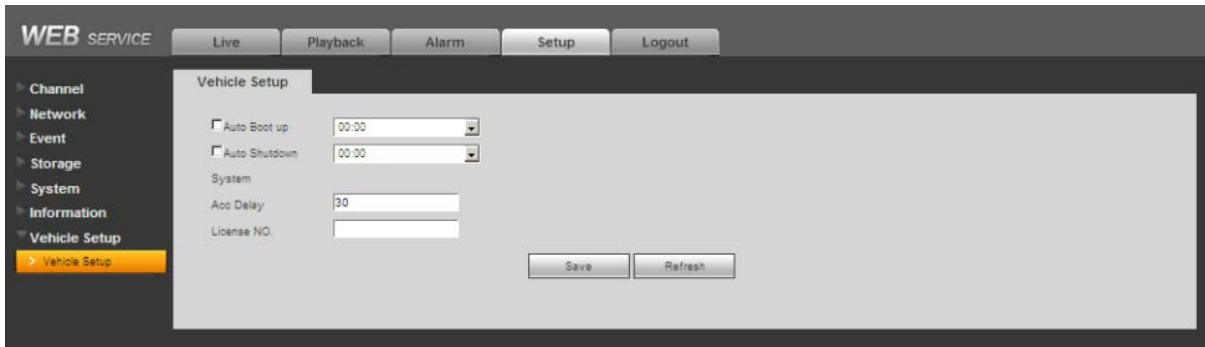 WEB SERVICE
Live Playback Alarm Setup Logout
Channel
Network
Event
Storage
System
Information
Vehicle Setup
> Vehicle Setup
Vehicle Setup
Auto Boot up 00:00
Auto Shutdown 00:00
System
Acc Delay 30
License NO.
Save Refresh